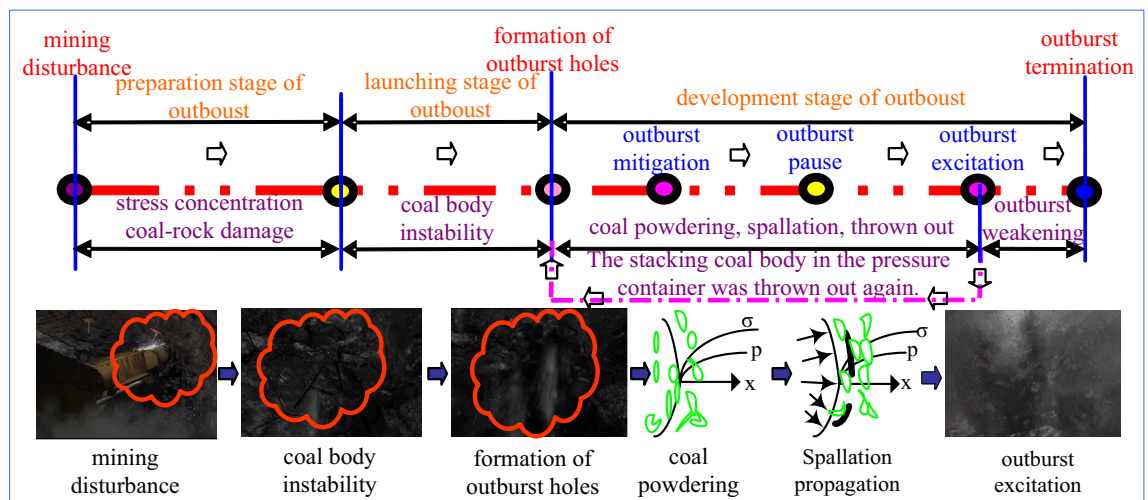 mining
disturbance
formation of
outburst holes
outburst
termination
preparation stage of
outboust
launching stage of
outboust
development stage of outboust
outburst
mitigation
outburst
pause
outburst
excitation
stress concentration
coal-rock damage
coal body
instability
coal powdering, spallation, thrown out
outburst
weakening
The stacking coal body in the pressure
container was thrown out again.
σ
p
x
σ
p
x
mining
disturbance
coal body
instability
formation of
outburst holes
coal
powdering
Spallation
propagation
outburst
excitation